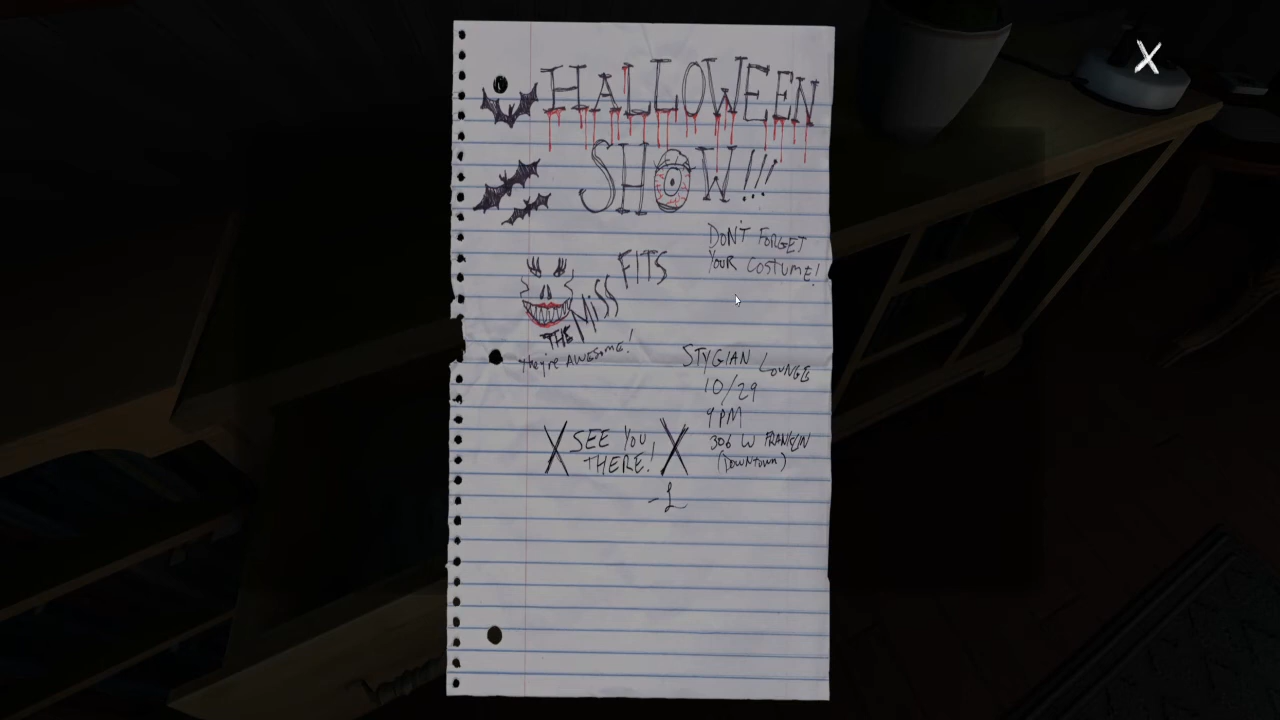 HALLOWEEN
SHOW!!!
DON'T FORGET
YOUR COSTUME!
THE MISS FITS
They're AWESOME!
STYGIAN LOUNGE
10/29
9PM
306 W FRANKLIN
(DOWNTOWN)
X SEE YOU X
THERE!
-L
X